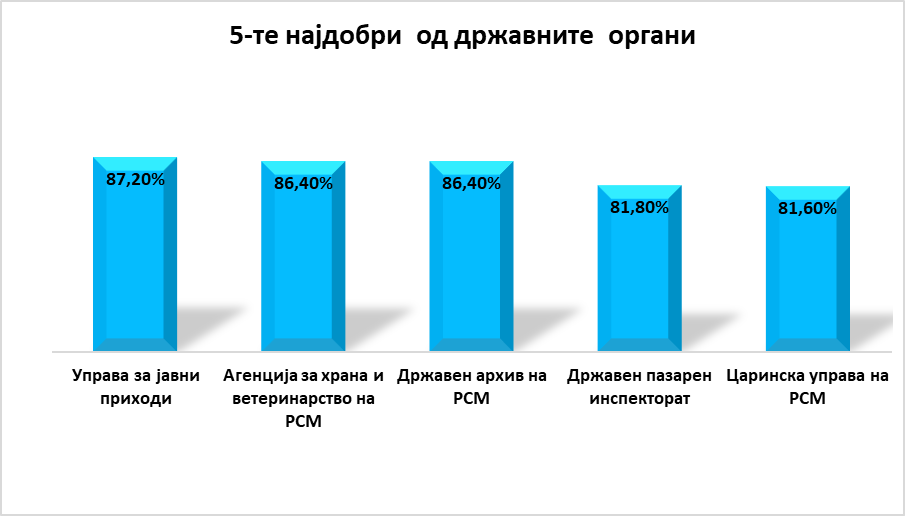 5-те најдобри од државните органи
87,20%
86,40%
86,40%
81,80%
81,60%
Управа за јавни
приходи
Агенција за храна и
ветеринарство на
РСМ
Државен архив на
РСМ
Државен пазарен
инспекторат
Царинска управа на
РСМ